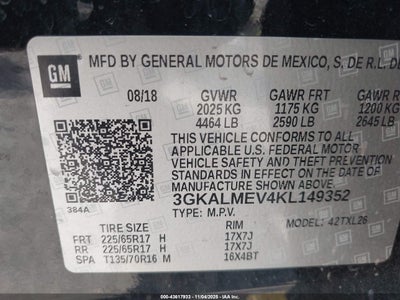 GM
MFD BY GENERAL MOTORS DE MEXICO, S. DE R.L. DE
08/18 GVWR GAWR FRT GAWR RR
2025 KG 1175 KG 1200 KG
4464 LB 2590 LB 2645 LB
THIS VEHICLE CONFORMS TO ALL
APPLICABLE U.S. FEDERAL MOTOR
VEHICLE SAFETY AND THEFT
PREVENTION STANDARDS IN
EFFECT ON THE DATE OF
MANUFACTURE SHOWN ABOVE.
384A
3GKALMEV4KL149352
TYPE: M.P.V. MODEL: 42TXL26
TIRE SIZE RIM
FRT 225/65R17 H 17X7J
RR 225/65R17 H 17X7J
SPA T135/70R16 M 16X4BT
000-43617933 - 11/04/2025 - IAAI